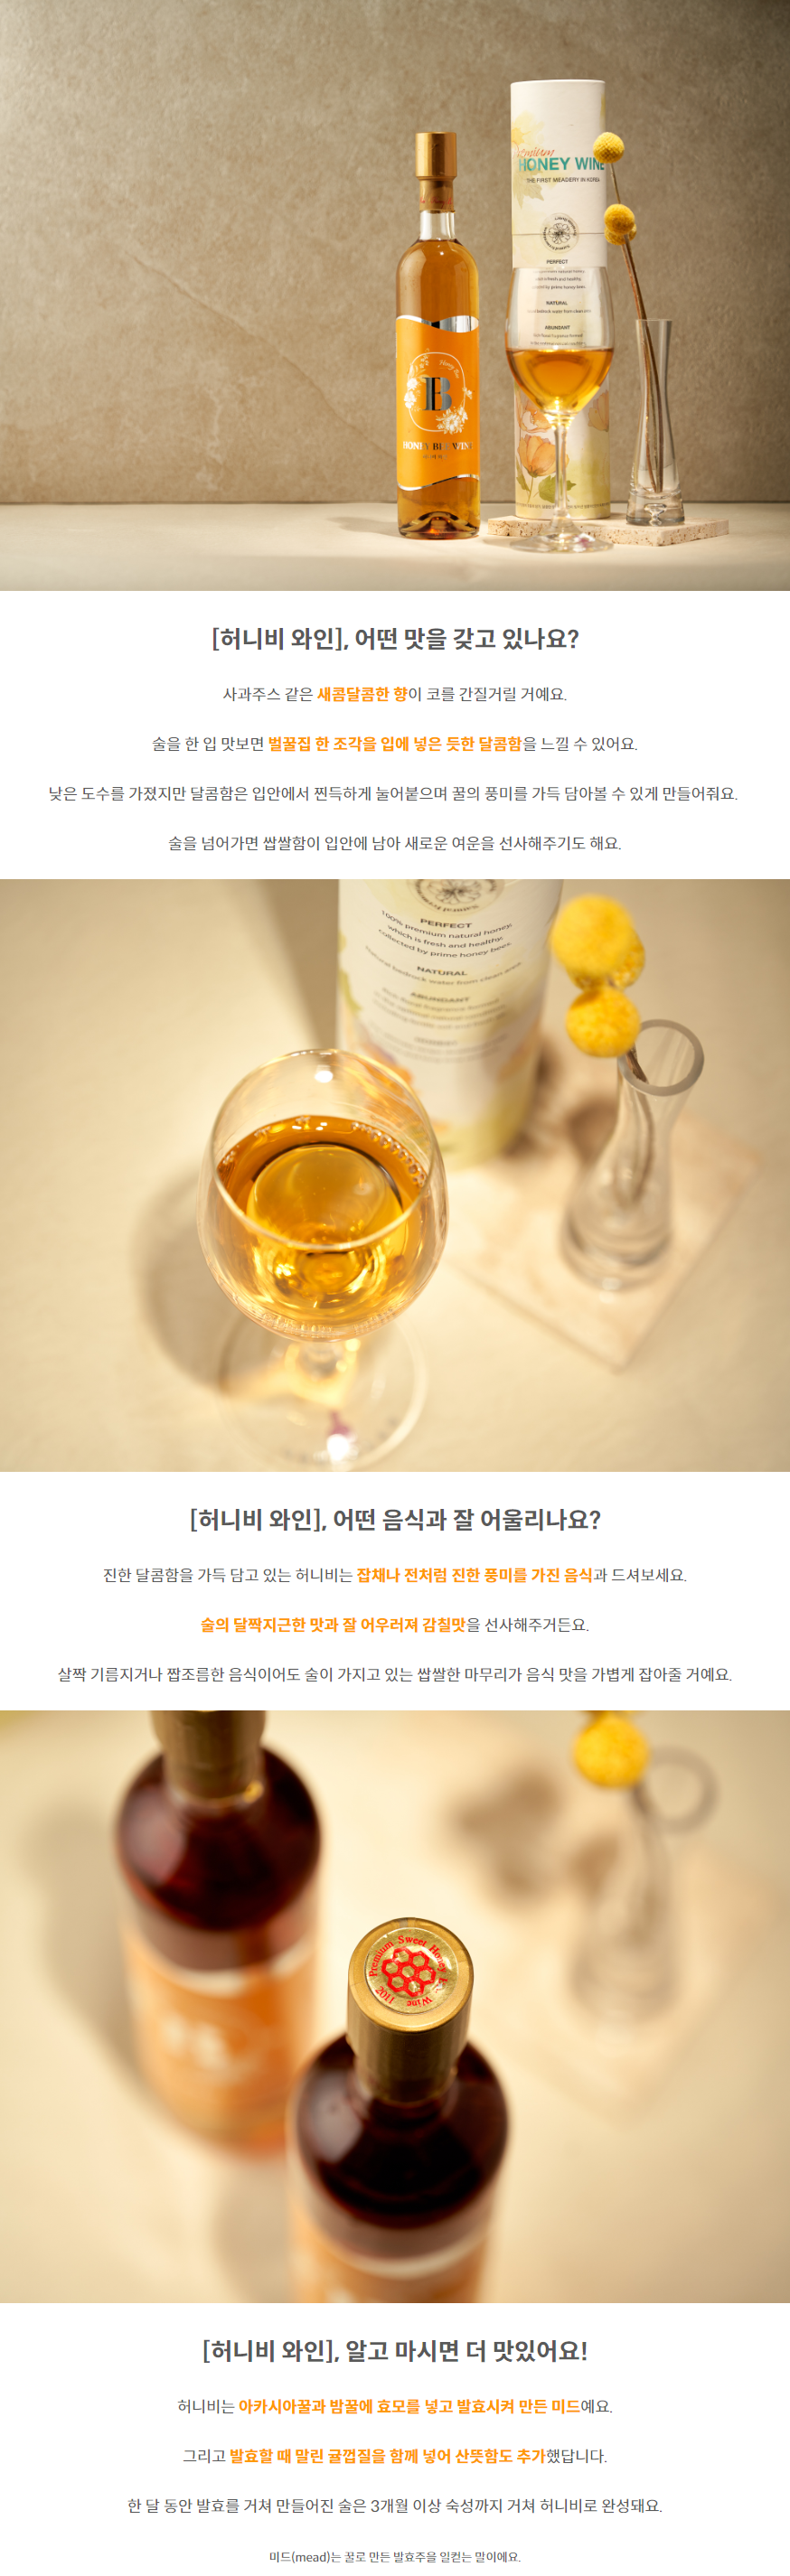 Premium
HONEY WINE
THE FIRST MEADERY IN KOREA
PERFECT
NATURAL
ABUNDANT
Honey Bee
B
HONEY BEE WINE
[허니비 와인], 어떤 맛을 갖고 있나요?
사과주스 같은 새콤달콤한 향이 코를 간질거릴 거예요.
술을 한 입 맛보면 벌꿀집 한 조각을 입에 넣은 듯한 달콤함을 느낄 수 있어요.
낮은 도수를 가졌지만 달콤함은 입안에서 찐득하게 눌어붙으며 꿀의 풍미를 가득 담아볼 수 있게 만들어줘요.
술을 넘어가면 쌉쌀함이 입안에 남아 새로운 여운을 선사해주기도 해요.
PERFECT
100% premium natural honey,
which is fresh and healthy,
collected by prime honey bees.
NATURAL
Natural bedrock water from clean area
ABUNDANT
[허니비 와인], 어떤 음식과 잘 어울리나요?
진한 달콤함을 가득 담고 있는 허니비는 잡채나 전처럼 진한 풍미를 가진 음식과 드셔보세요.
술의 달짝지근한 맛과 잘 어우러져 감칠맛을 선사해주거든요.
살짝 기름지거나 짭조름한 음식이어도 술이 가지고 있는 쌉쌀한 마무리가 음식 맛을 가볍게 잡아줄 거예요.
Premium Sweet Honey Wine
2011
[허니비 와인], 알고 마시면 더 맛있어요!
허니비는 아카시아꿀과 밤꿀에 효모를 넣고 발효시켜 만든 미드예요.
그리고 발효할 때 말린 귤껍질을 함께 넣어 산뜻함도 추가했답니다.
한 달 동안 발효를 거쳐 만들어진 술은 3개월 이상 숙성까지 거쳐 허니비로 완성돼요.
미드(mead)는 꿀로 만든 발효주을 일컫는 말이에요.